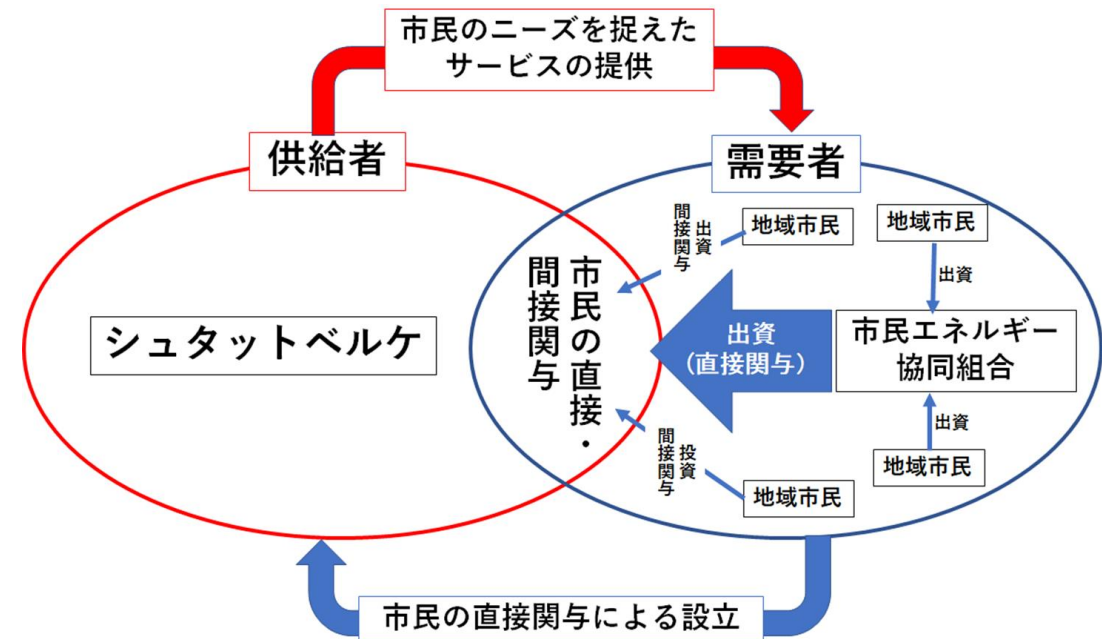 市民のニーズを捉えた
サービスの提供
供給者
需要者
シュタットベルケ
市民の直接・
間接関与
出資
間接関与
地域市民
地域市民
出資
出資
(直接関与)
市民エネルギー
協同組合
出資
地域市民
投資
間接関与
地域市民
市民の直接関与による設立